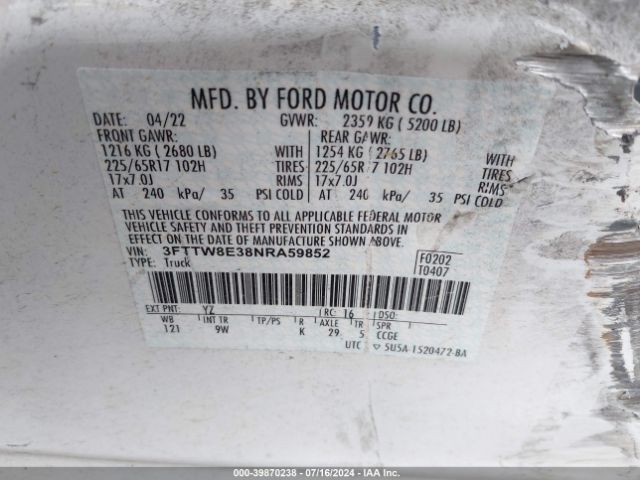 MFD. BY FORD MOTOR CO.
DATE: 04/22 GVWR: 2359 KG ( 5200 LB)
FRONT GAWR: REAR GAWR:
1216 KG ( 2680 LB) WITH 1254 KG ( 2765 LB) WITH
225/65R17 102H TIRES 225/65R 7 102H TIRES
17x7.0J RIMS 17x7.0J RIMS
AT 240 kPa/ 35 PSI COLD AT 240 kPa/ 35 PSI COLD
THIS VEHICLE CONFORMS TO ALL APPLICABLE FEDERAL MOTOR
VEHICLE SAFETY AND THEFT PREVENTION STANDARDS IN
EFFECT ON THE DATE OF MANUFACTURE SHOWN ABOVE.
VIN: 3FTTW8E38NRA59852 F0202
TYPE: Truck T0407
EXT PNT: YZ RC: 16 DSO:
WB INT TR TP/PS R AXLE TR SPR
121 9W K 29 5 CCGE
UTC 5U5A-1520472-BA
000-39870238 - 07/16/2024 - IAA Inc.